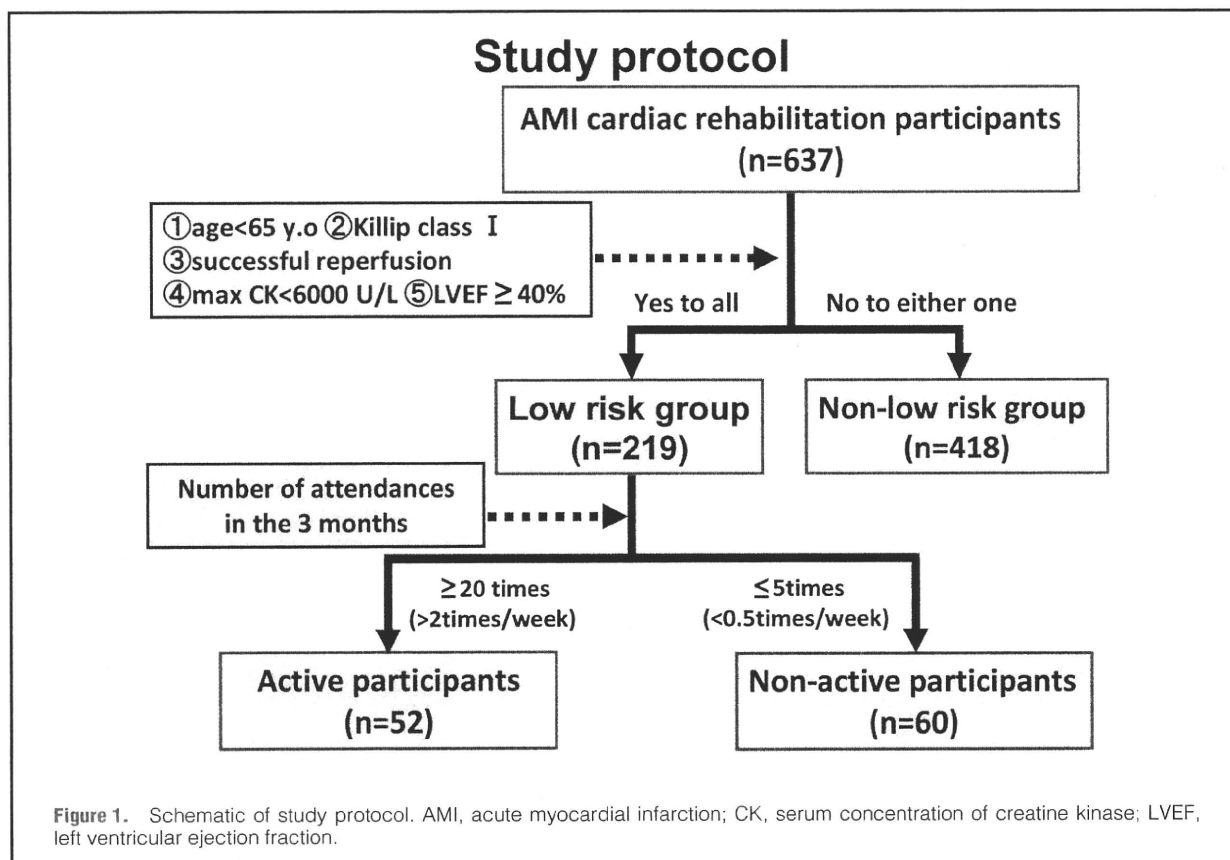 Study protocol
AMI cardiac rehabilitation participants
(n=637)
①age<65 y.o ②Killip class Ⅰ
③successful reperfusion
④max CK<6000 U/L ⑤LVEF ≧40%
Yes to all
No to either one
Low risk group
(n=219)
Non-low risk group
(n=418)
Number of attendances
in the 3 months
≧20 times
(>2times/week)
≦5times
(<0.5times/week)
Active participants
(n=52)
Non-active participants
(n=60)
Figure 1. Schematic of study protocol. AMI, acute myocardial infarction; CK, serum concentration of creatine kinase; LVEF,
left ventricular ejection fraction.